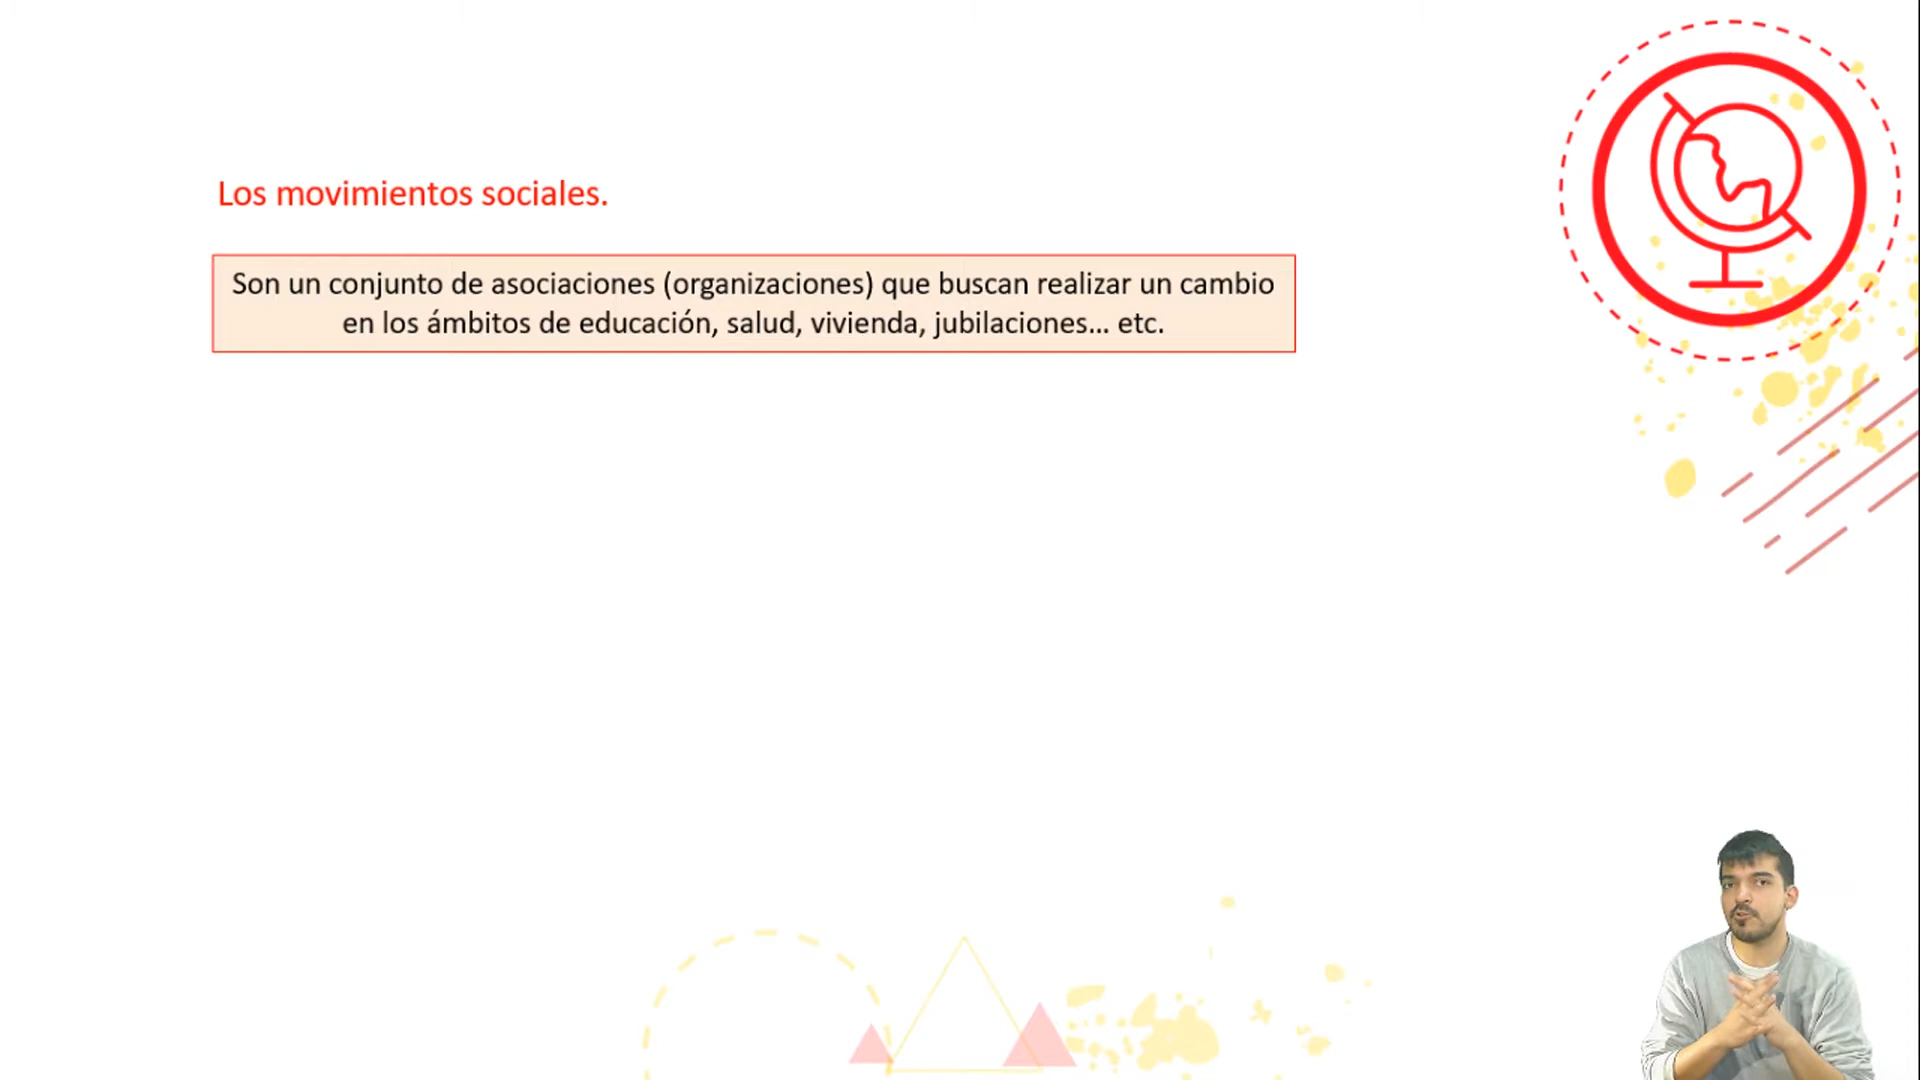 Los movimientos sociales.
Son un conjunto de asociaciones (organizaciones) que buscan realizar un cambio
en los ámbitos de educación, salud, vivienda, jubilaciones... etc.